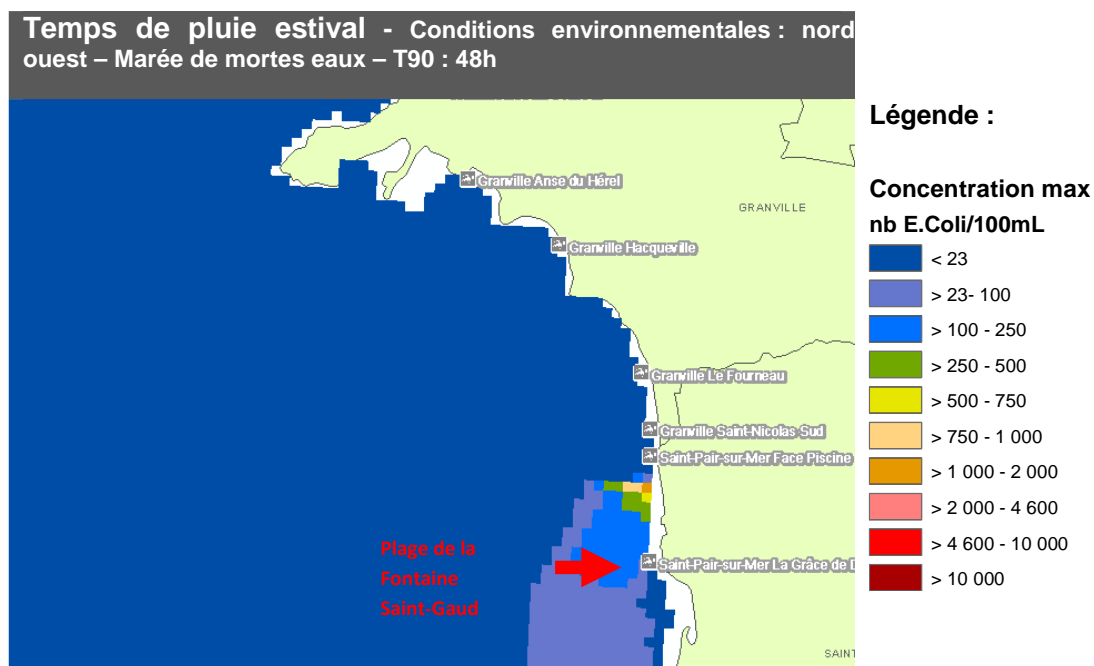 Temps de pluie estival - Conditions environnementales : nord
ouest – Marée de mortes eaux – T90 : 48h
Légende :
Concentration max
nb E.Coli/100mL
< 23
> 23- 100
> 100 - 250
> 250 - 500
> 500 - 750
> 750 - 1 000
> 1 000 - 2 000
> 2 000 - 4 600
> 4 600 - 10 000
> 10 000
Granville Anse du Hérel
GRANVILLE
Granville Hacqueville
Granville Le Fourneau
Granville Saint-Nicolas Sud
Saint-Pair-sur-Mer Face Piscine
Plage de la
Fontaine
Saint-Gaud
Saint-Pair-sur-Mer La Grâce de D
SAINT